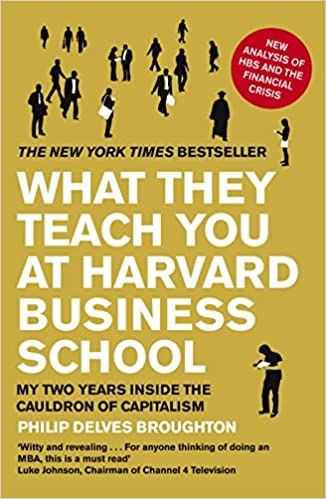 NEW
ANALYSIS OF
HBS AND THE
FINANCIAL
CRISIS
THE NEW YORK TIMES BESTSELLER
WHAT THEY
TEACH YOU
AT HARVARD
BUSINESS
SCHOOL
MY TWO YEARS INSIDE THE
CAULDRON OF CAPITALISM
PHILIP DELVES BROUGHTON
‘Witty and revealing . . . For anyone thinking of doing an
MBA, this is a must read’
Luke Johnson, Chairman of Channel 4 Television